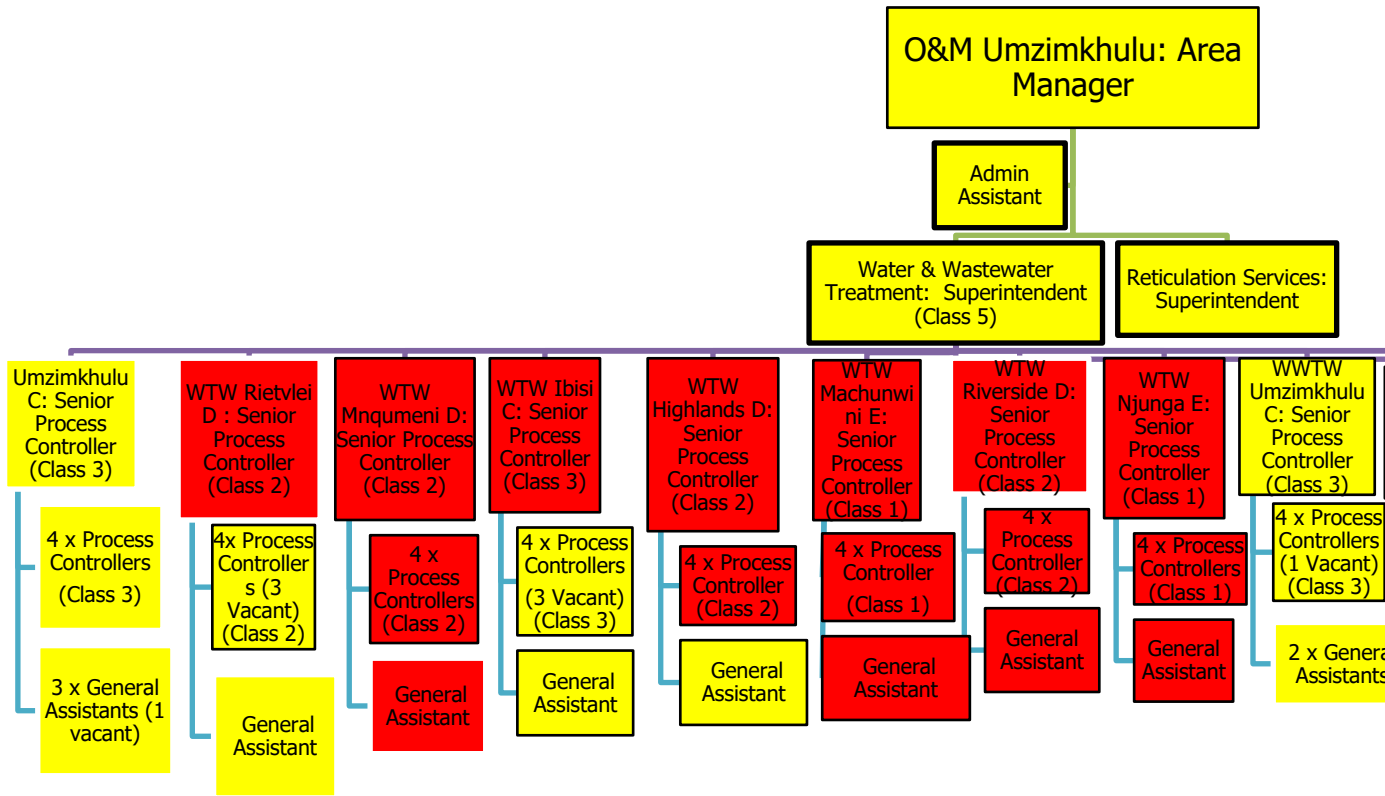 O&M Umzimkhulu: Area
Manager
Admin
Assistant
Water & Wastewater
Treatment: Superintendent
(Class 5)
Reticulation Services:
Superintendent
Umzimkhulu
C: Senior
Process
Controller
(Class 3)
WTW Rietvlei
D : Senior
Process
Controller
(Class 2)
WTW
Mnqumeni D:
Senior Process
Controller
(Class 2)
WTW Ibisi
C: Senior
Process
Controller
(Class 3)
WTW
Highlands D:
Senior
Process
Controller
(Class 2)
WTW
Machunwi
ni E:
Senior
Process
Controller
(Class 1)
WTW
Riverside D:
Senior
Process
Controller
(Class 2)
WTW
Njunga E:
Senior
Process
Controller
(Class 1)
WWTW
Umzimkhulu
C: Senior
Process
Controller
(Class 3)
4 x Process
Controllers
(Class 3)
4x Process
Controller
s (3
Vacant)
(Class 2)
4 x
Process
Controllers
(Class 2)
4 x Process
Controllers
(3 Vacant)
(Class 3)
4 x Process
Controller
(Class 2)
4 x Process
Controller
(Class 1)
4 x
Process
Controller
(Class 2)
4 x Process
Controllers
(Class 1)
4 x Process
Controllers
(1 Vacant)
(Class 3)
3 x General
Assistants (1
vacant)
General
Assistant
General
Assistant
General
Assistant
General
Assistant
General
Assistant
General
Assistant
General
Assistant
2 x General
Assistants